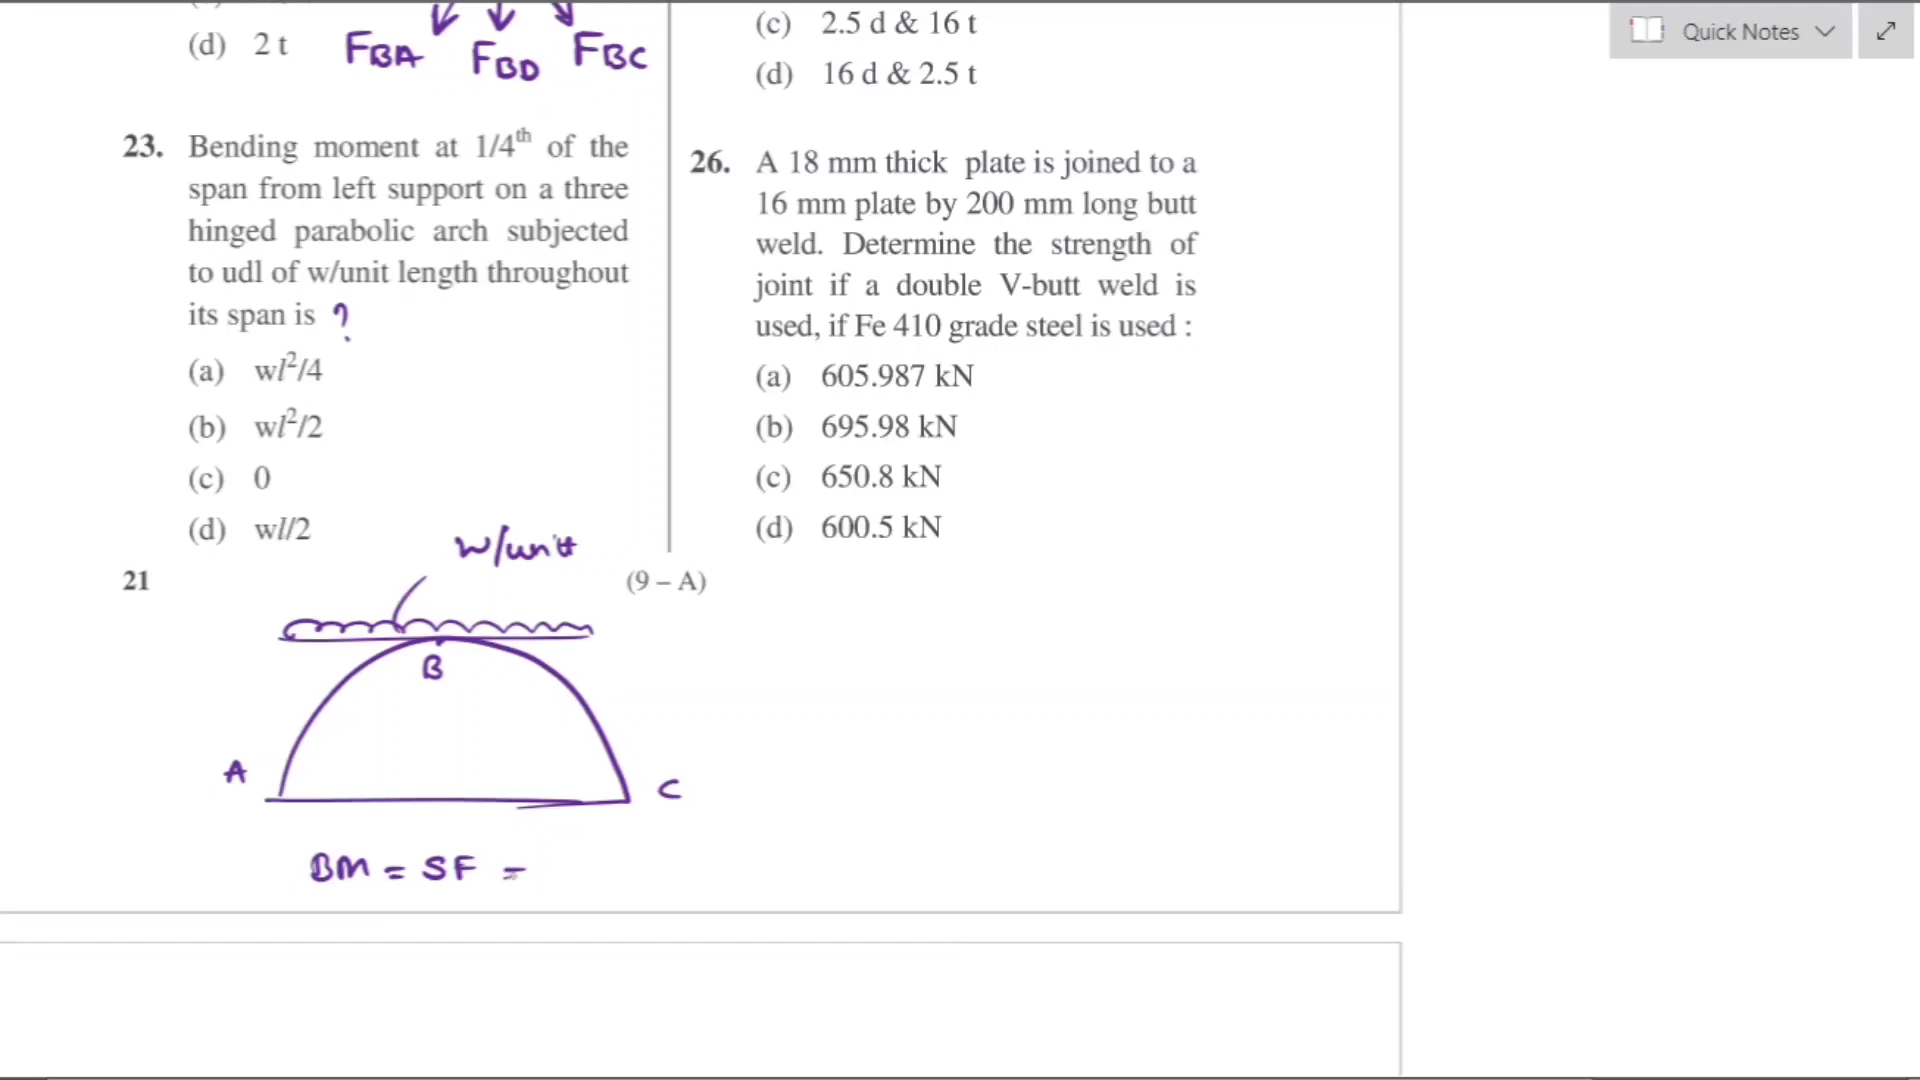 (d) 2 t
FBA FBD FBC
23. Bending moment at 1/4th of the
span from left support on a three
hinged parabolic arch subjected
to udl of w/unit length throughout
its span is ?
(a) wl²/4
(b) wl²/2
(c) 0
(d) wl/2
w/unit
21
B
A
C
BM = SF =
(c) 2.5 d & 16 t
(d) 16 d & 2.5 t
26. A 18 mm thick plate is joined to a
16 mm plate by 200 mm long butt
weld. Determine the strength of
joint if a double V-butt weld is
used, if Fe 410 grade steel is used :
(a) 605.987 kN
(b) 695.98 kN
(c) 650.8 kN
(d) 600.5 kN
(9 – A)
Quick Notes